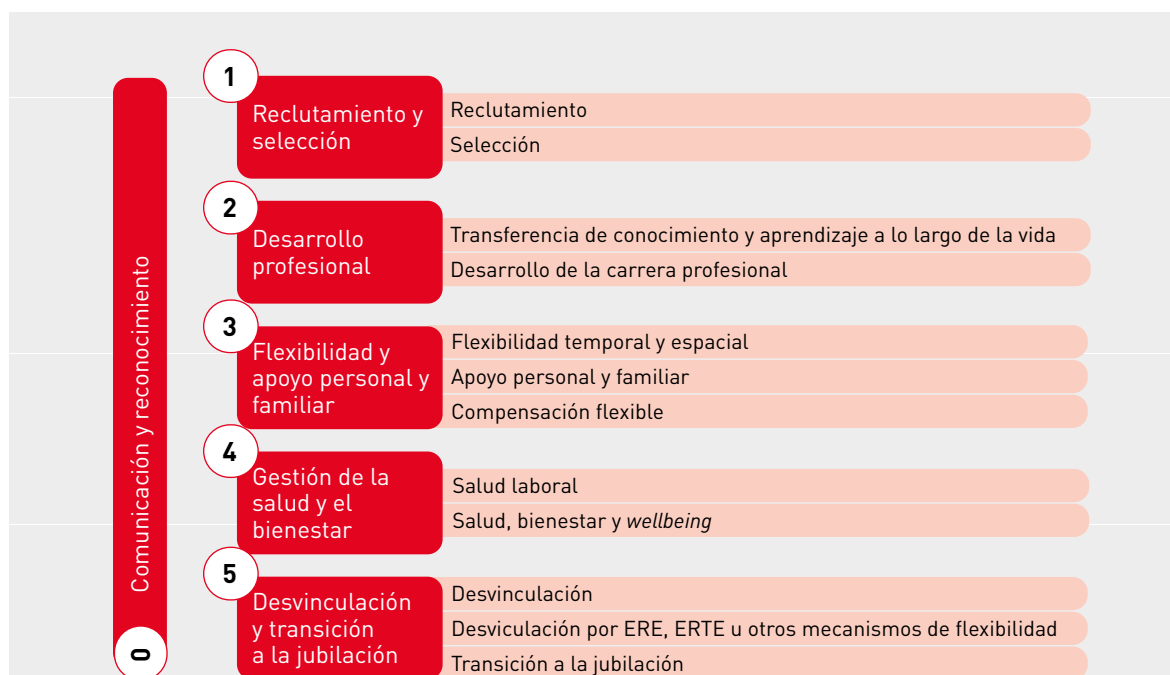 0
Comunicación y reconocimiento
1
Reclutamiento y
selección
Reclutamiento
Selección
2
Desarrollo
profesional
Transferencia de conocimiento y aprendizaje a lo largo de la vida
Desarrollo de la carrera profesional
3
Flexibilidad y
apoyo personal y
familiar
Flexibilidad temporal y espacial
Apoyo personal y familiar
Compensación flexible
4
Gestión de la
salud y el
bienestar
Salud laboral
Salud, bienestar y wellbeing
5
Desvinculación
y transición
a la jubilación
Desvinculación
Desviculación por ERE, ERTE u otros mecanismos de flexibilidad
Transición a la jubilación